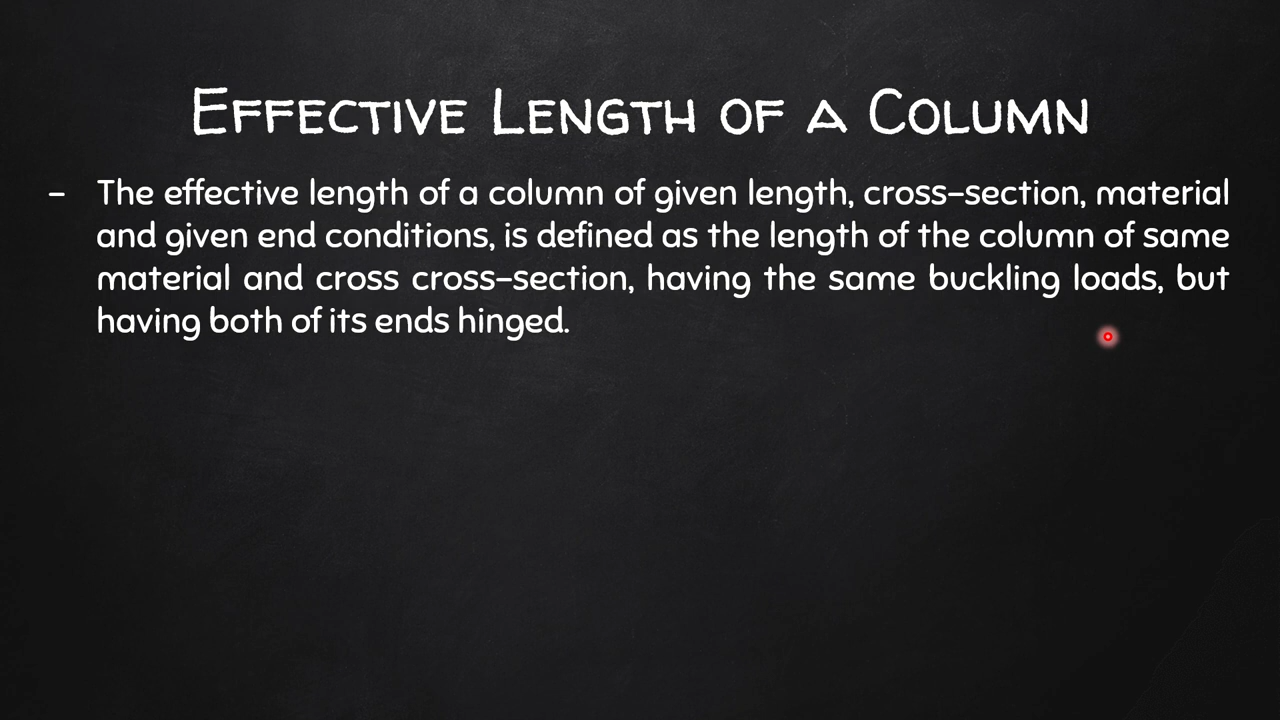 Effective Length of a Column
- The effective length of a column of given length, cross-section, material
and given end conditions, is defined as the length of the column of same
material and cross cross-section, having the same buckling loads, but
having both of its ends hinged.